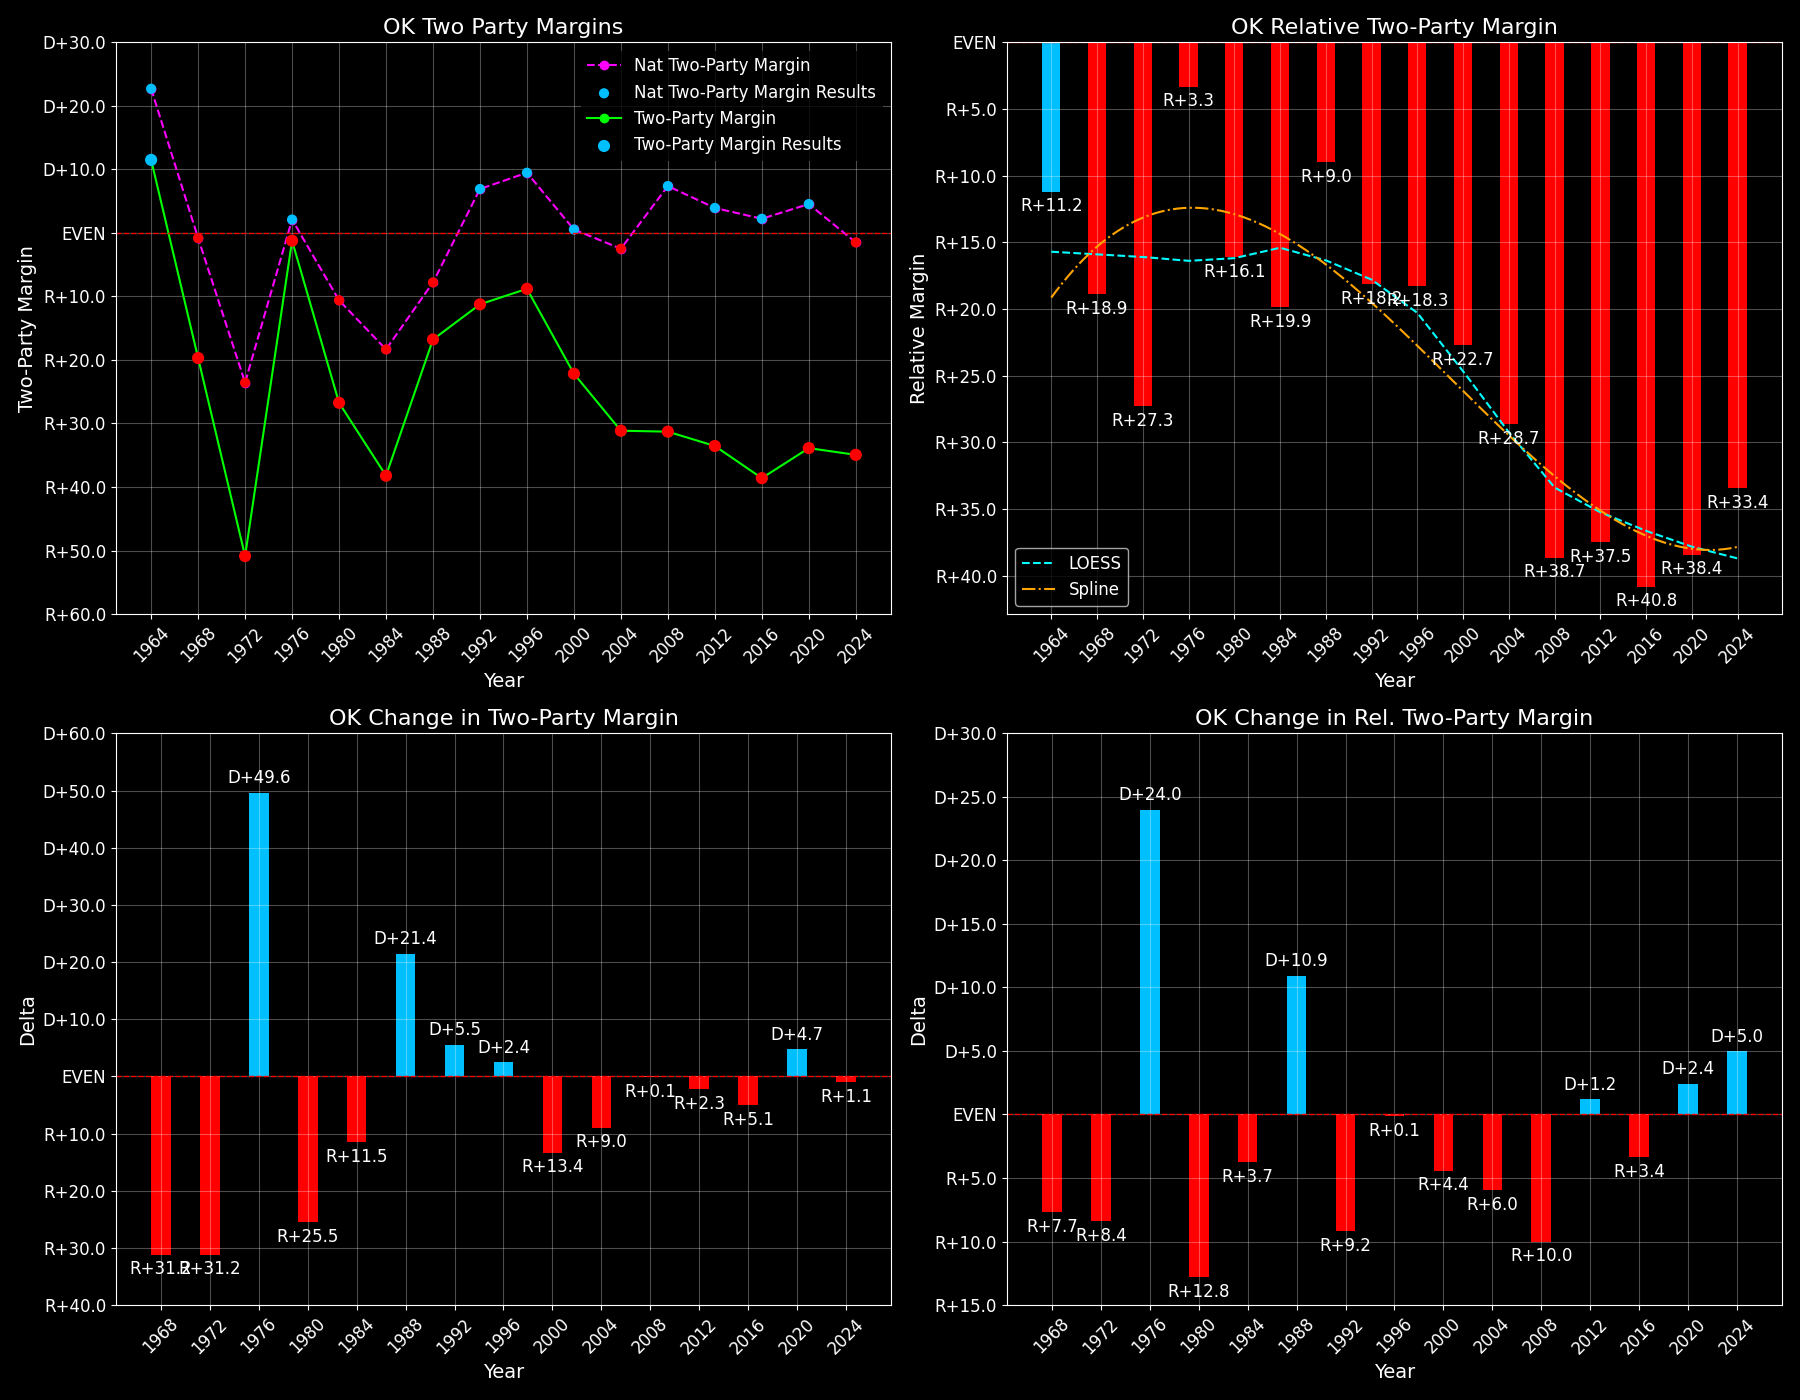 OK Two Party Margins
D+30.0
D+20.0
D+10.0
EVEN
R+10.0
R+20.0
R+30.0
R+40.0
R+50.0
R+60.0
Two-Party Margin
Nat Two-Party Margin
Nat Two-Party Margin Results
Two-Party Margin
Two-Party Margin Results
1964 1968 1972 1976 1980 1984 1988 1992 1996 2000 2004 2008 2012 2016 2020 2024
Year
OK Relative Two-Party Margin
EVEN
R+5.0
R+10.0
R+15.0
R+20.0
R+25.0
R+30.0
R+35.0
R+40.0
Relative Margin
R+11.2
R+18.9
R+27.3
R+3.3
R+16.1
R+19.9
R+9.0
R+18.2
R+18.3
R+22.7
R+28.7
R+38.7
R+37.5
R+40.8
R+38.4
R+33.4
LOESS
Spline
1964 1968 1972 1976 1980 1984 1988 1992 1996 2000 2004 2008 2012 2016 2020 2024
Year
OK Change in Two-Party Margin
D+60.0
D+50.0
D+40.0
D+30.0
D+20.0
D+10.0
EVEN
R+10.0
R+20.0
R+30.0
R+40.0
Delta
R+31.2
R+31.2
D+49.6
R+25.5
R+11.5
D+21.4
D+5.5
D+2.4
R+13.4
R+9.0
R+0.1
R+2.3
R+5.1
D+4.7
R+1.1
1968 1972 1976 1980 1984 1988 1992 1996 2000 2004 2008 2012 2016 2020 2024
Year
OK Change in Rel. Two-Party Margin
D+30.0
D+25.0
D+20.0
D+15.0
D+10.0
D+5.0
EVEN
R+5.0
R+10.0
R+15.0
Delta
R+7.7
R+8.4
D+24.0
R+12.8
R+3.7
D+10.9
R+9.2
R+0.1
R+4.4
R+6.0
R+10.0
D+1.2
R+3.4
D+2.4
D+5.0
1968 1972 1976 1980 1984 1988 1992 1996 2000 2004 2008 2012 2016 2020 2024
Year